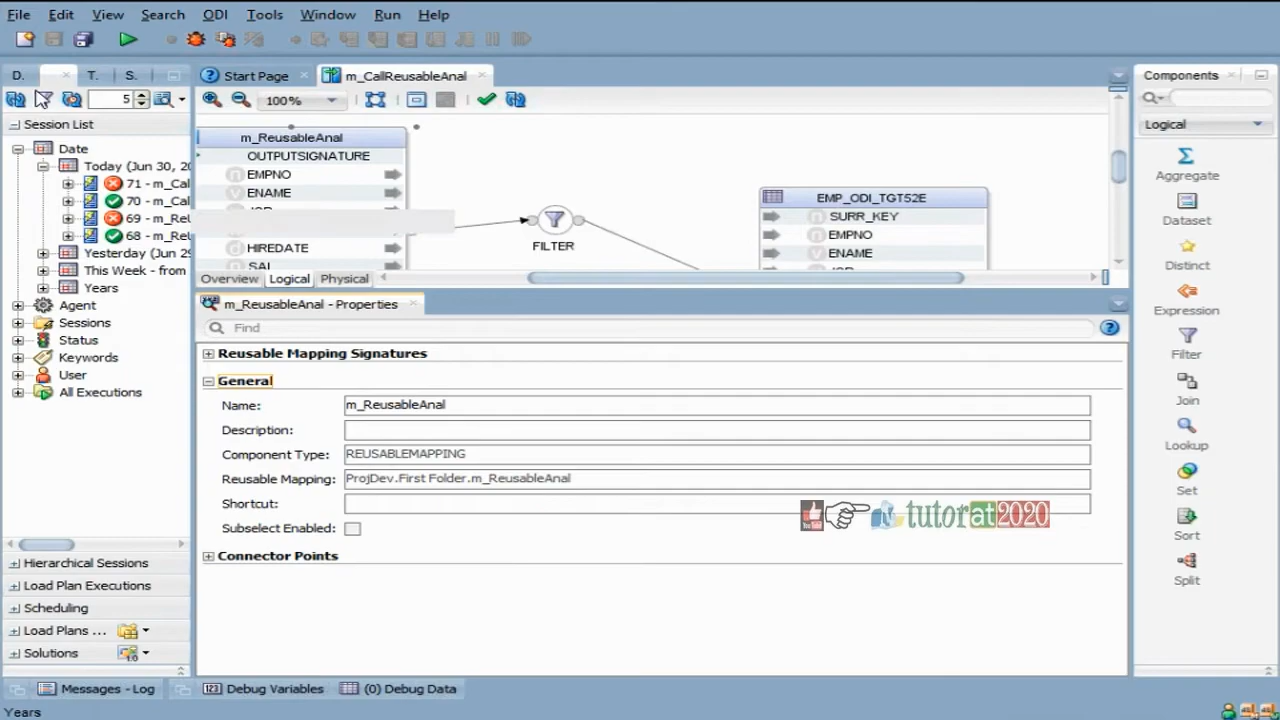 File Edit View Search ODI Tools Window Run Help
D. T. S. Start Page m_CallReusableAnal Components
5 100%
Session List
Logical
Date
Today (Jun 30, 20
71 - m_Cal
70 - m_Cal
69 - m_Reu
68 - m_Reu
Yesterday (Jun 29
This Week - from
Years
Agent
Sessions
Status
Keywords
User
All Executions
Hierarchical Sessions
Load Plan Executions
Scheduling
Load Plans ...
Solutions
m_ReusableAnal
OUTPUTSIGNATURE
EMPNO
ENAME
HIREDATE
SAL
FILTER
EMP_ODI_TGT52E
SURR_KEY
EMPNO
ENAME
Overview Logical Physical
m_ReusableAnal - Properties
Find
Reusable Mapping Signatures
General
Name: m_ReusableAnal
Description:
Component Type: REUSABLEMAPPING
Reusable Mapping: ProjDev.First Folder.m_ReusableAnal
Shortcut:
tutorat2020
Subselect Enabled:
Connector Points
Aggregate
Dataset
Distinct
Expression
Filter
Join
Lookup
Set
Sort
Split
Messages - Log Debug Variables (0) Debug Data
Years